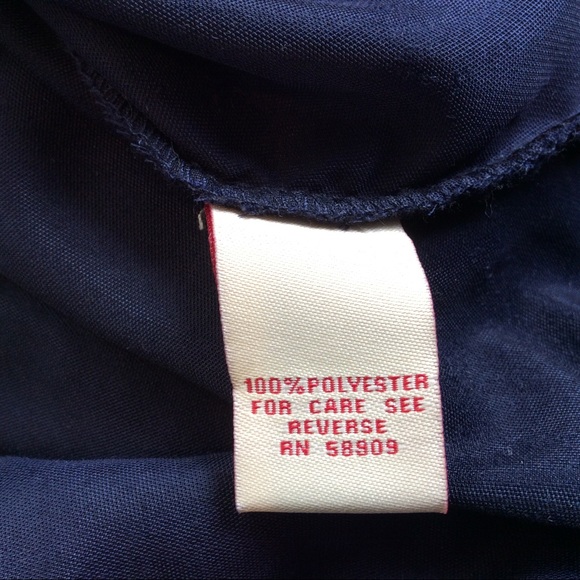 100% POLYESTER
FOR CARE SEE
REVERSE
RN 58909